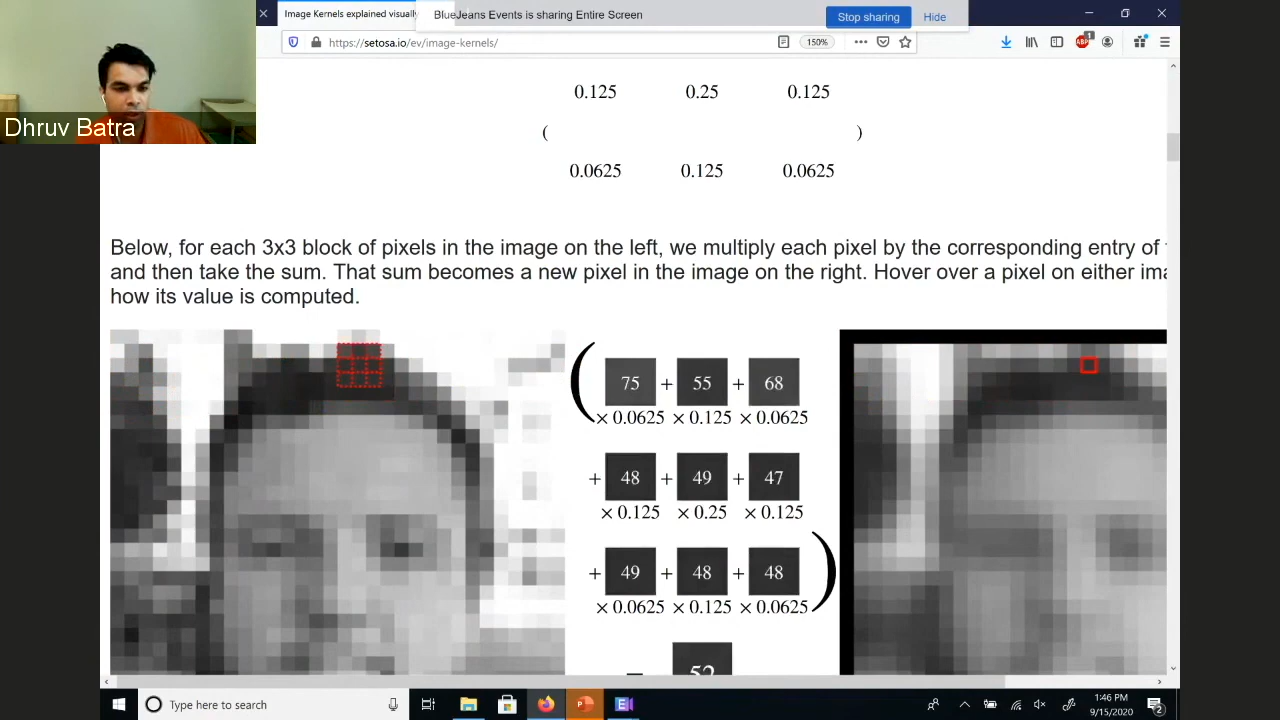 Image Kernels explained visually
BlueJeans Events is sharing Entire Screen
Stop sharing
Hide
https://setosa.io/ev/image-kernels/
150%
ABP
1
Dhruv Batra
0.125 0.25 0.125
( )
0.0625 0.125 0.0625
Below, for each 3x3 block of pixels in the image on the left, we multiply each pixel by the corresponding entry of
and then take the sum. That sum becomes a new pixel in the image on the right. Hover over a pixel on either ima
how its value is computed.
( 75 + 55 + 68
× 0.0625 × 0.125 × 0.0625
+ 48 + 49 + 47
× 0.125 × 0.25 × 0.125
+ 49 + 48 + 48 )
× 0.0625 × 0.125 × 0.0625
= 52
Type here to search
1:46 PM
9/15/2020
2